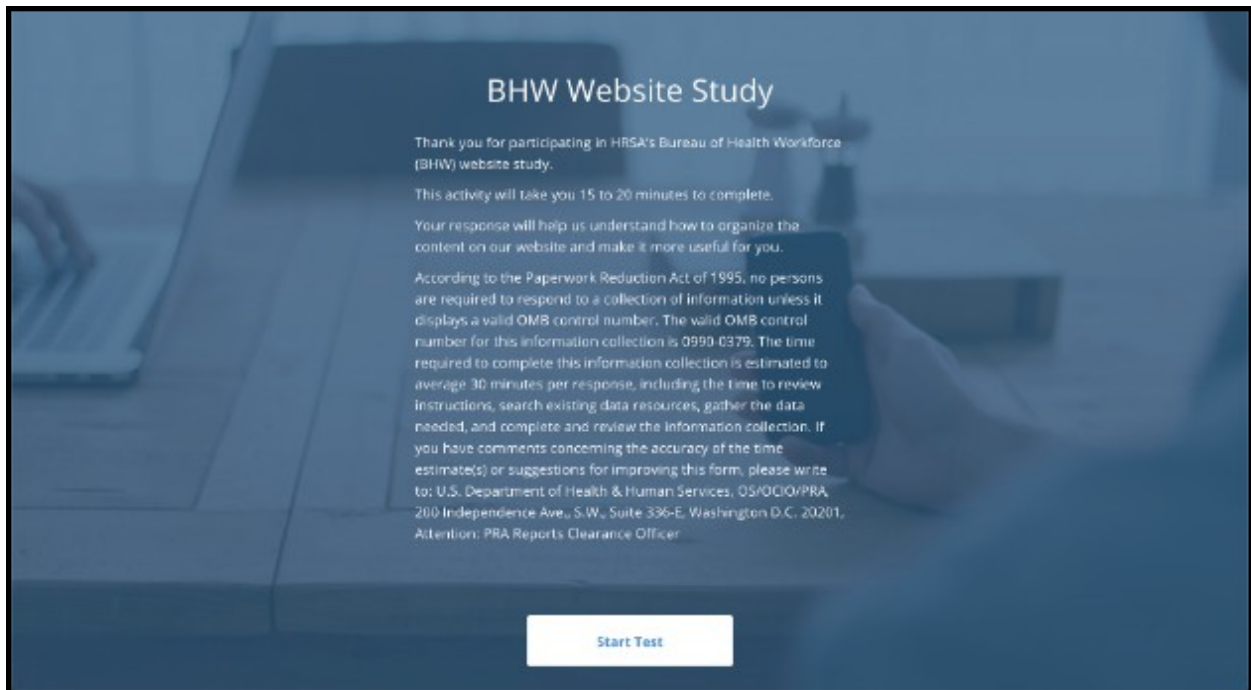 BHW Website Study
Thank you for participating in HRSA's Bureau of Health Workforce
(BHW) website study.
This activity will take you 15 to 20 minutes to complete.
Your response will help us understand how to organize the
content on our website and make it more useful for you.
According to the Paperwork Reduction Act of 1995, no persons
are required to respond to a collection of information unless it
displays a valid OMB control number. The valid OMB control
number for this information collection is 0990-0379. The time
required to complete this information collection is estimated to
average 30 minutes per response, including the time to review
instructions, search existing data resources, gather the data
needed, and complete and review the information collection. If
you have comments concerning the accuracy of the time
estimate(s) or suggestions for improving this form, please write
to: U.S. Department of Health & Human Services, OS/OCIO/PRA,
200 Independence Ave., S.W., Suite 336-E, Washington D.C. 20201,
Attention: PRA Reports Clearance Officer
Start Test